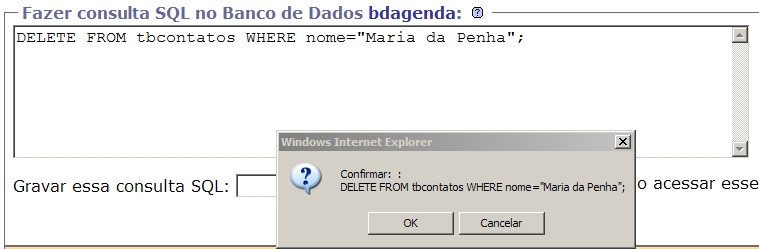 Fazer consulta SQL no Banco de Dados bdagenda:
DELETE FROM tbcontatos WHERE nome="Maria da Penha";
Windows Internet Explorer
Confirmar: :
DELETE FROM tbcontatos WHERE nome="Maria da Penha";
OK Cancelar
Gravar essa consulta SQL: o acessar esse